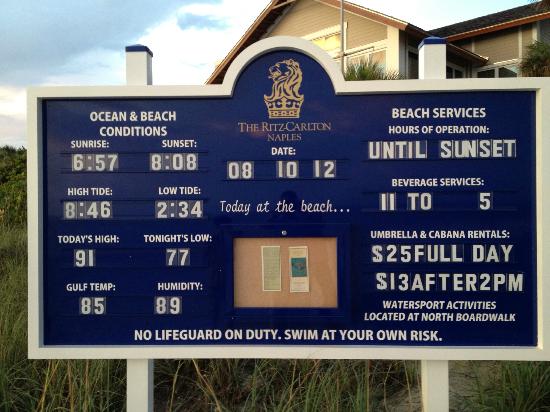 OCEAN & BEACH
CONDITIONS
SUNRISE: SUNSET:
6:57 8:08
HIGH TIDE: LOW TIDE:
8:46 2:34
TODAY'S HIGH: TONIGHT'S LOW:
91 77
GULF TEMP: HUMIDITY:
85 89
THE RITZ-CARLTON
NAPLES
DATE:
08 10 12
Today at the beach...
BEACH SERVICES
HOURS OF OPERATION:
UNTIL SUNSET
BEVERAGE SERVICES:
11 TO 5
UMBRELLA & CABANA RENTALS:
$25FULL DAY
$13AFTER2PM
WATERSPORT ACTIVITIES
LOCATED AT NORTH BOARDWALK
NO LIFEGUARD ON DUTY. SWIM AT YOUR OWN RISK.